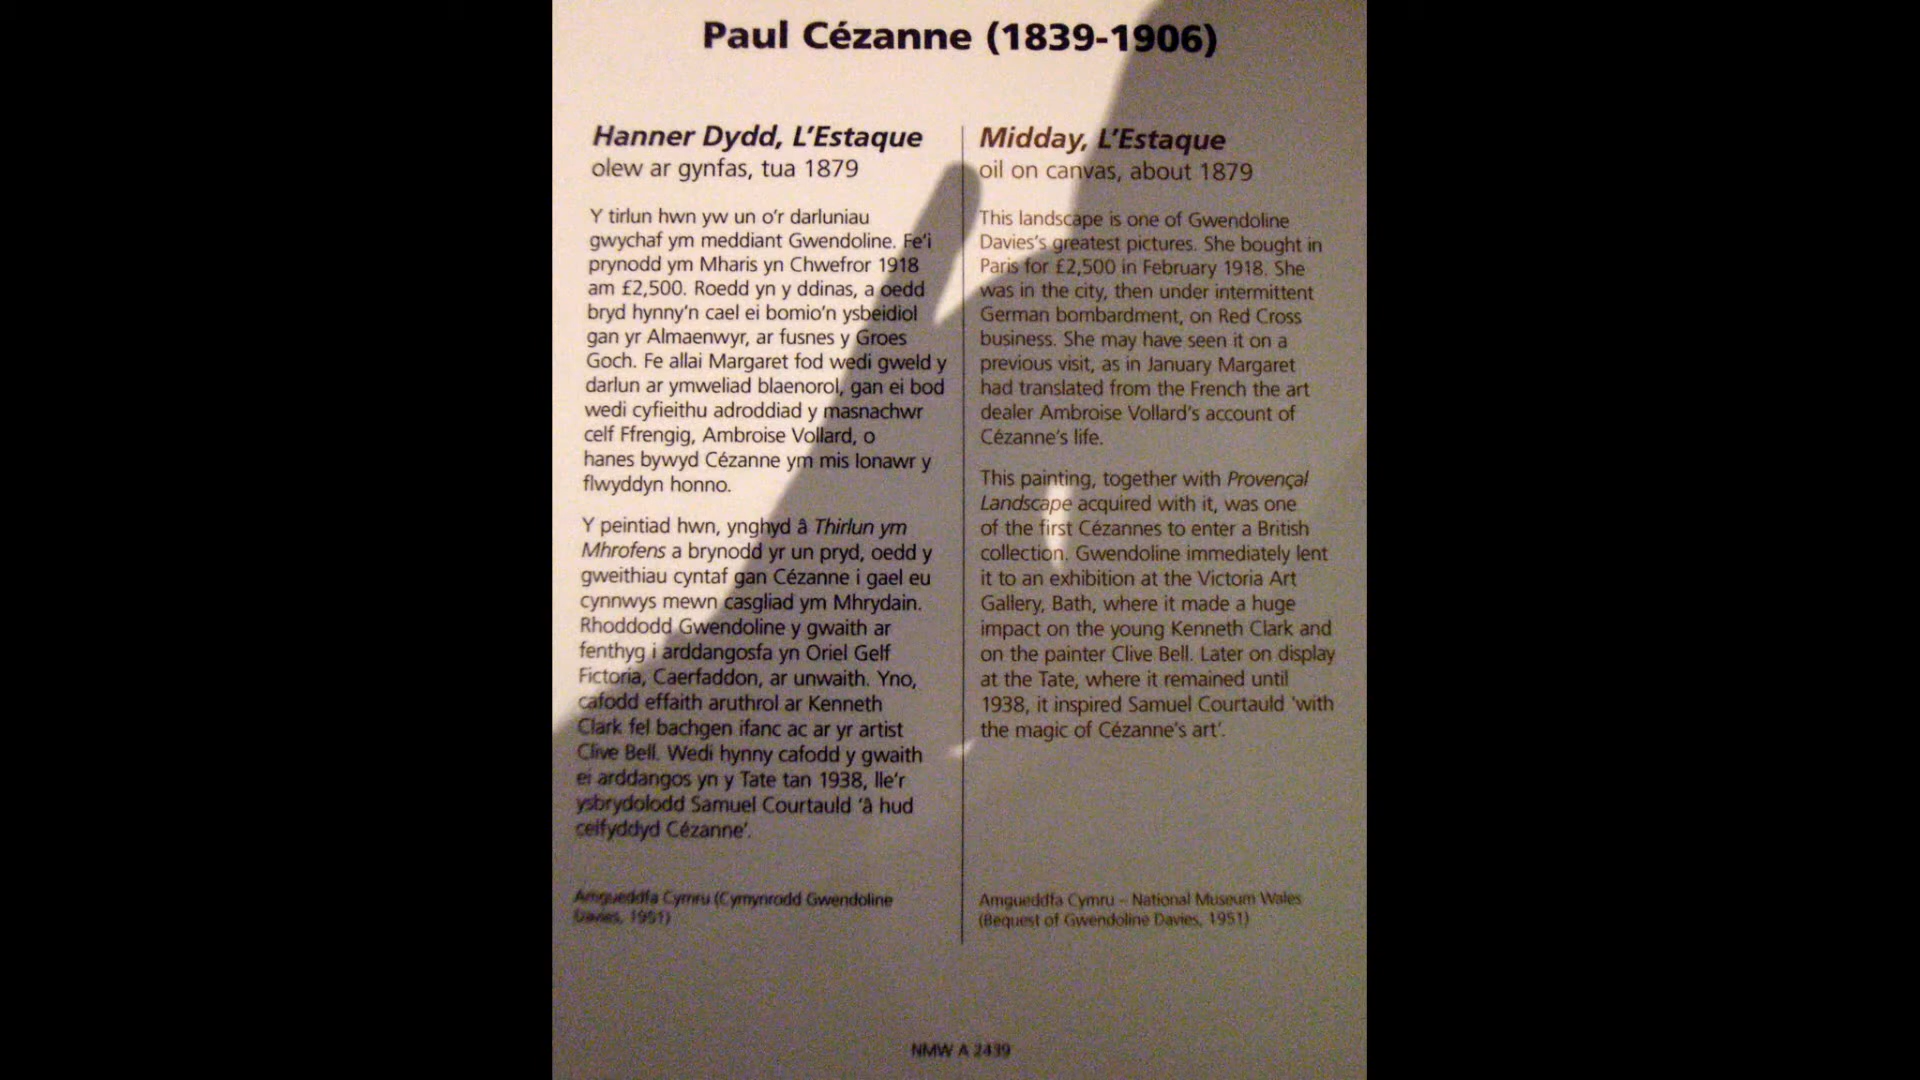 Paul Cézanne (1839-1906)
Hanner Dydd, L'Estaque
olew ar gynfas, tua 1879
Y tirlun hwn yw un o'r darluniau
gwychaf ym meddiant Gwendoline. Fe'i
prynodd ym Mharis yn Chwefror 1918
am £2,500. Roedd yn y ddinas, a oedd
bryd hynny'n cael ei bomio'n ysbeidiol
gan yr Almaenwyr, ar fusnes y Groes
Goch. Fe allai Margaret fod wedi gweld y
darlun ar ymweliad blaenorol, gan ei bod
wedi cyfieithu adroddiad y masnachwr
celf Ffrengig, Ambroise Vollard, o
hanes bywyd Cézanne ym mis Ionawr y
flwyddyn honno.
Y peintiad hwn, ynghyd â Thirlun ym
Mhrofens a brynodd yr un pryd, oedd y
gweithiau cyntaf gan Cézanne i gael eu
cynnwys mewn casgliad ym Mhrydain.
Rhoddodd Gwendoline y gwaith ar
fenthyg i arddangosfa yn Oriel Gelf
Fictoria, Caerfaddon, ar unwaith. Yno,
cafodd effaith aruthrol ar Kenneth
Clark fel bachgen ifanc ac ar yr artist
Clive Bell. Wedi hynny cafodd y gwaith
ei arddangos yn y Tate tan 1938, lle'r
ysbrydolodd Samuel Courtauld 'â hud
celfyddyd Cézanne'.
Amgueddfa Cymru (Cymynrodd Gwendoline
Davies, 1951)
Midday, L'Estaque
oil on canvas, about 1879
This landscape is one of Gwendoline
Davies's greatest pictures. She bought in
Paris for £2,500 in February 1918. She
was in the city, then under intermittent
German bombardment, on Red Cross
business. She may have seen it on a
previous visit, as in January Margaret
had translated from the French the art
dealer Ambroise Vollard's account of
Cézanne's life.
This painting, together with Provençal
Landscape acquired with it, was one
of the first Cézannes to enter a British
collection. Gwendoline immediately lent
it to an exhibition at the Victoria Art
Gallery, Bath, where it made a huge
impact on the young Kenneth Clark and
on the painter Clive Bell. Later on display
at the Tate, where it remained until
1938, it inspired Samuel Courtauld 'with
the magic of Cézanne's art'.
Amgueddfa Cymru – National Museum Wales
(Bequest of Gwendoline Davies, 1951)
NMW A 2439